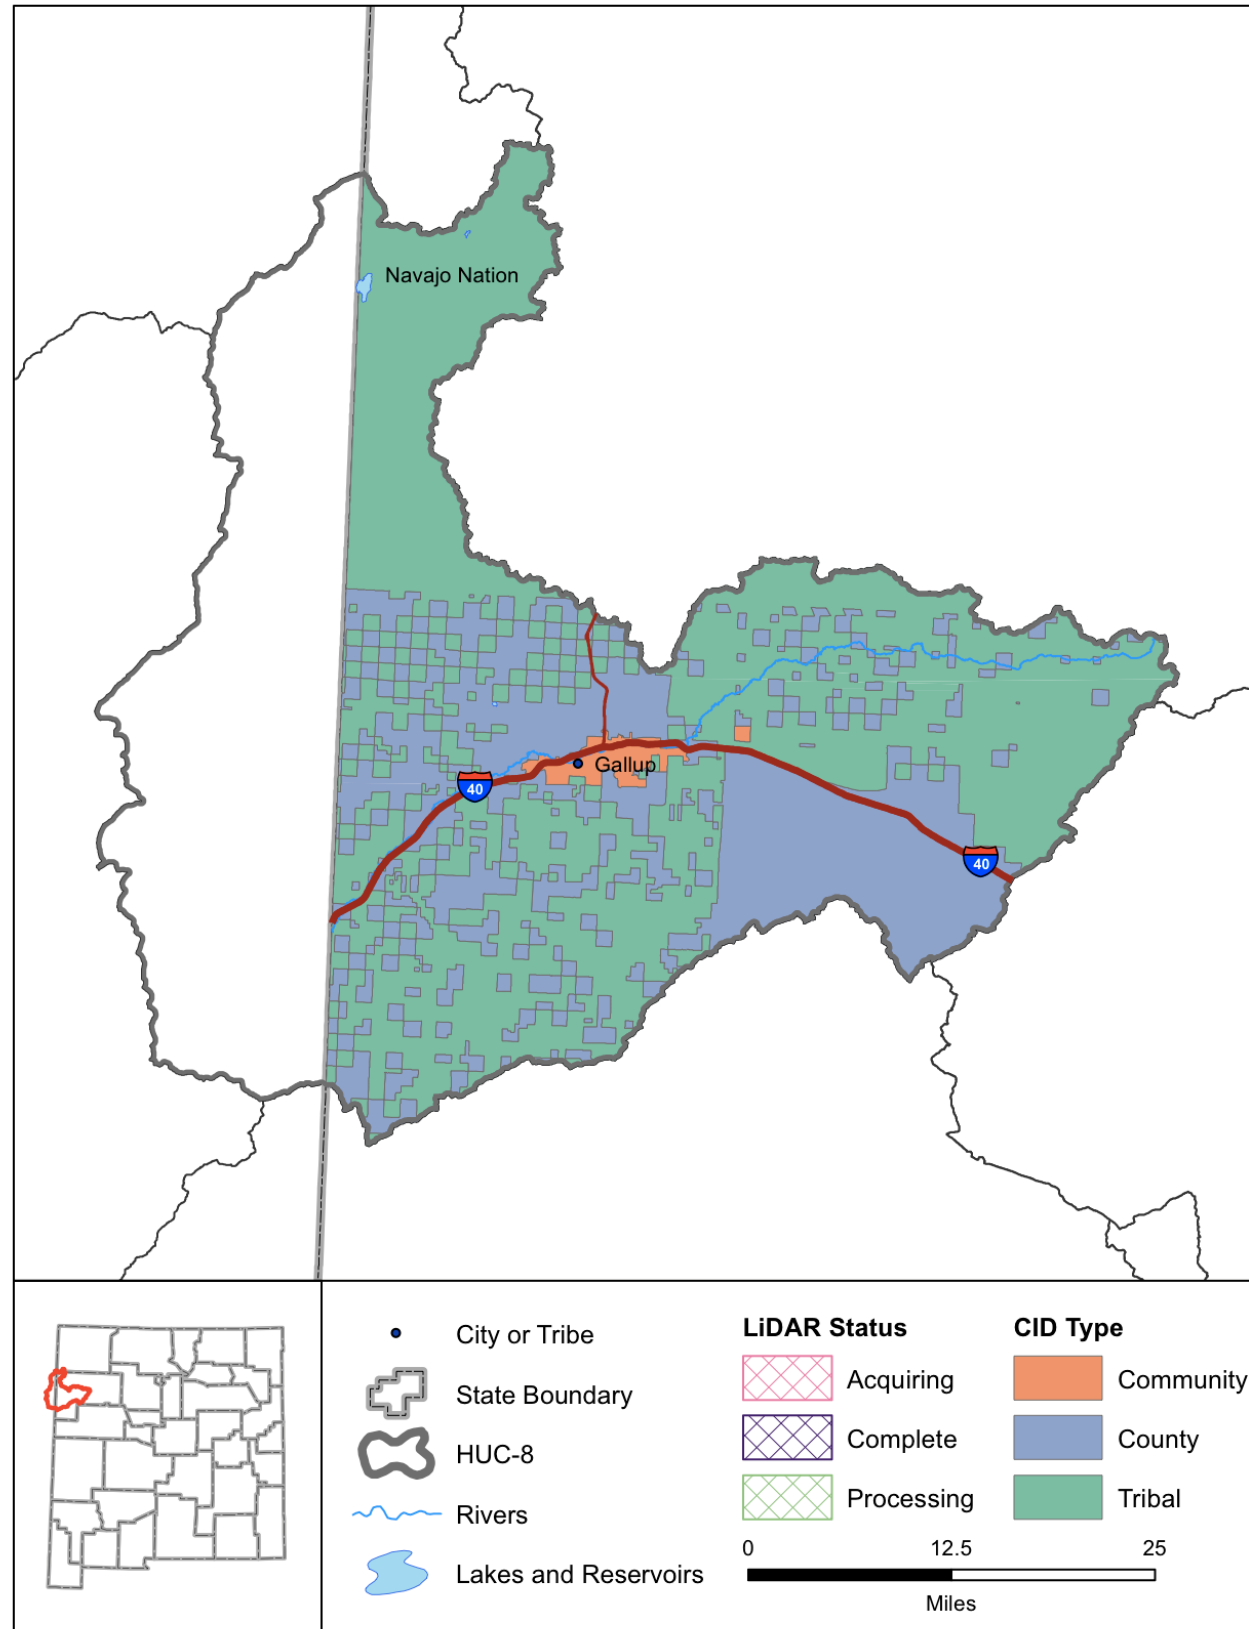 Navajo Nation
Gallup
40
40
City or Tribe
State Boundary
HUC-8
Rivers
Lakes and Reservoirs
LiDAR Status
Acquiring
Complete
Processing
CID Type
Community
County
Tribal
0 12.5 25
Miles